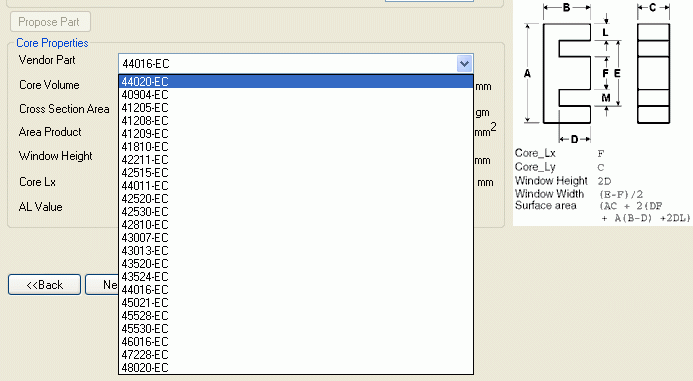 Propose Part
Core Properties
Vendor Part
44016-EC
Core Volume
mm
Cross Section Area
gm
Area Product
mm2
Window Height
mm
Core Lx
mm
AL Value
44020-EC
40904-EC
41205-EC
41208-EC
41209-EC
41810-EC
42211-EC
42515-EC
44011-EC
42520-EC
42530-EC
42810-EC
43007-EC
43013-EC
43520-EC
43524-EC
44016-EC
45021-EC
45528-EC
45530-EC
46016-EC
47228-EC
48020-EC
<<Back
Ne
B
C
L
A
F
E
M
D
Core_Lx F
Core_Ly C
Window Height 2D
Window Width (E-F)/2
Surface area (AC + 2(DF
+ A(B-D) +2DL)